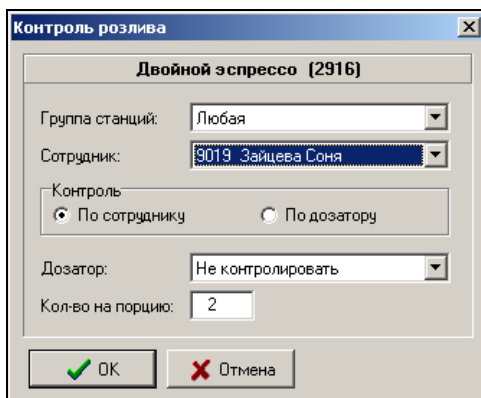 Контроль розлива
Двойной эспрессо (2916)
Группа станций: Любая
Сотрудник: 9019 Зайцева Соня
Контроль
По сотруднику По дозатору
Дозатор: Не контролировать
Кол-во на порцию: 2
OK Отмена